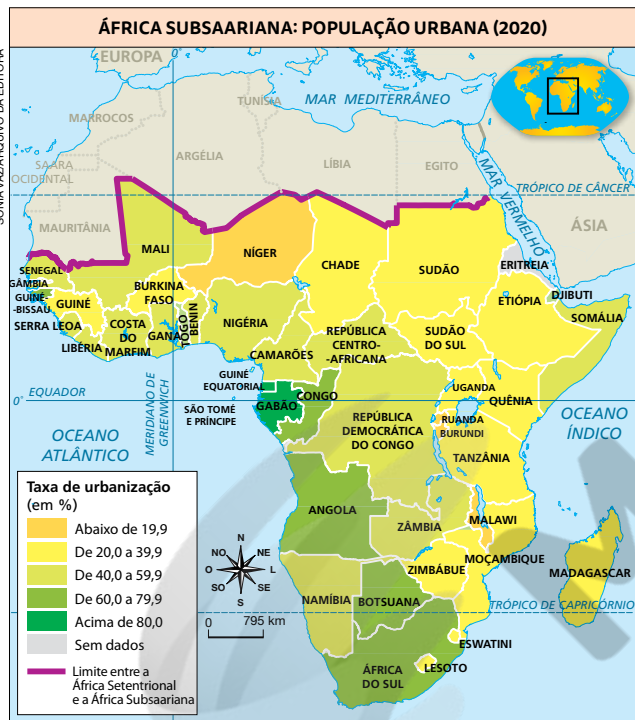 ÁFRICA SUBSAARIANA: POPULAÇÃO URBANA (2020)
SONIA VAZ/ARQUIVO DA EDITORA
EUROPA
MAR MEDITERRÂNEO
TUNÍSIA
MARROCOS
ARGÉLIA
LÍBIA
EGITO
SAARA
OCIDENTAL
MAURITÂNIA
TRÓPICO DE CÂNCER
MAR VERMELHO
ÁSIA
MALI
NÍGER
CHADE
SUDÃO
ERITREIA
SENEGAL
GÂMBIA
GUINÉ-
BISSAU
GUINÉ
BURKINA
FASO
DJIBUTI
ETIÓPIA
SOMÁLIA
SERRA LEOA
LIBÉRIA
COSTA
DO
MARFIM
GANA
TOGO
BENIN
NIGÉRIA
CAMARÕES
REPÚBLICA
CENTRO-
-AFRICANA
SUDÃO
DO SUL
GUINÉ
EQUATORIAL
EQUADOR
0°
0°
MERIDIANO DE
GREENWICH
SÃO TOMÉ
E PRÍNCIPE
GABÃO
CONGO
UGANDA
QUÊNIA
RUANDA
BURUNDI
REPÚBLICA
DEMOCRÁTICA
DO CONGO
TANZÂNIA
OCEANO
ATLÂNTICO
OCEANO
ÍNDICO
ANGOLA
ZÂMBIA
MALAWI
MOÇAMBIQUE
ZIMBÁBUE
MADAGASCAR
NAMÍBIA
BOTSUANA
TRÓPICO DE CAPRICÓRNIO
ESWATINI
LESOTO
ÁFRICA
DO SUL
Taxa de urbanização
(em %)
Abaixo de 19,9
De 20,0 a 39,9
De 40,0 a 59,9
De 60,0 a 79,9
Acima de 80,0
Sem dados
Limite entre a
África Setentrional
e a África Subsaariana
N
NO
NE
O
L
SO
SE
S
0
795 km